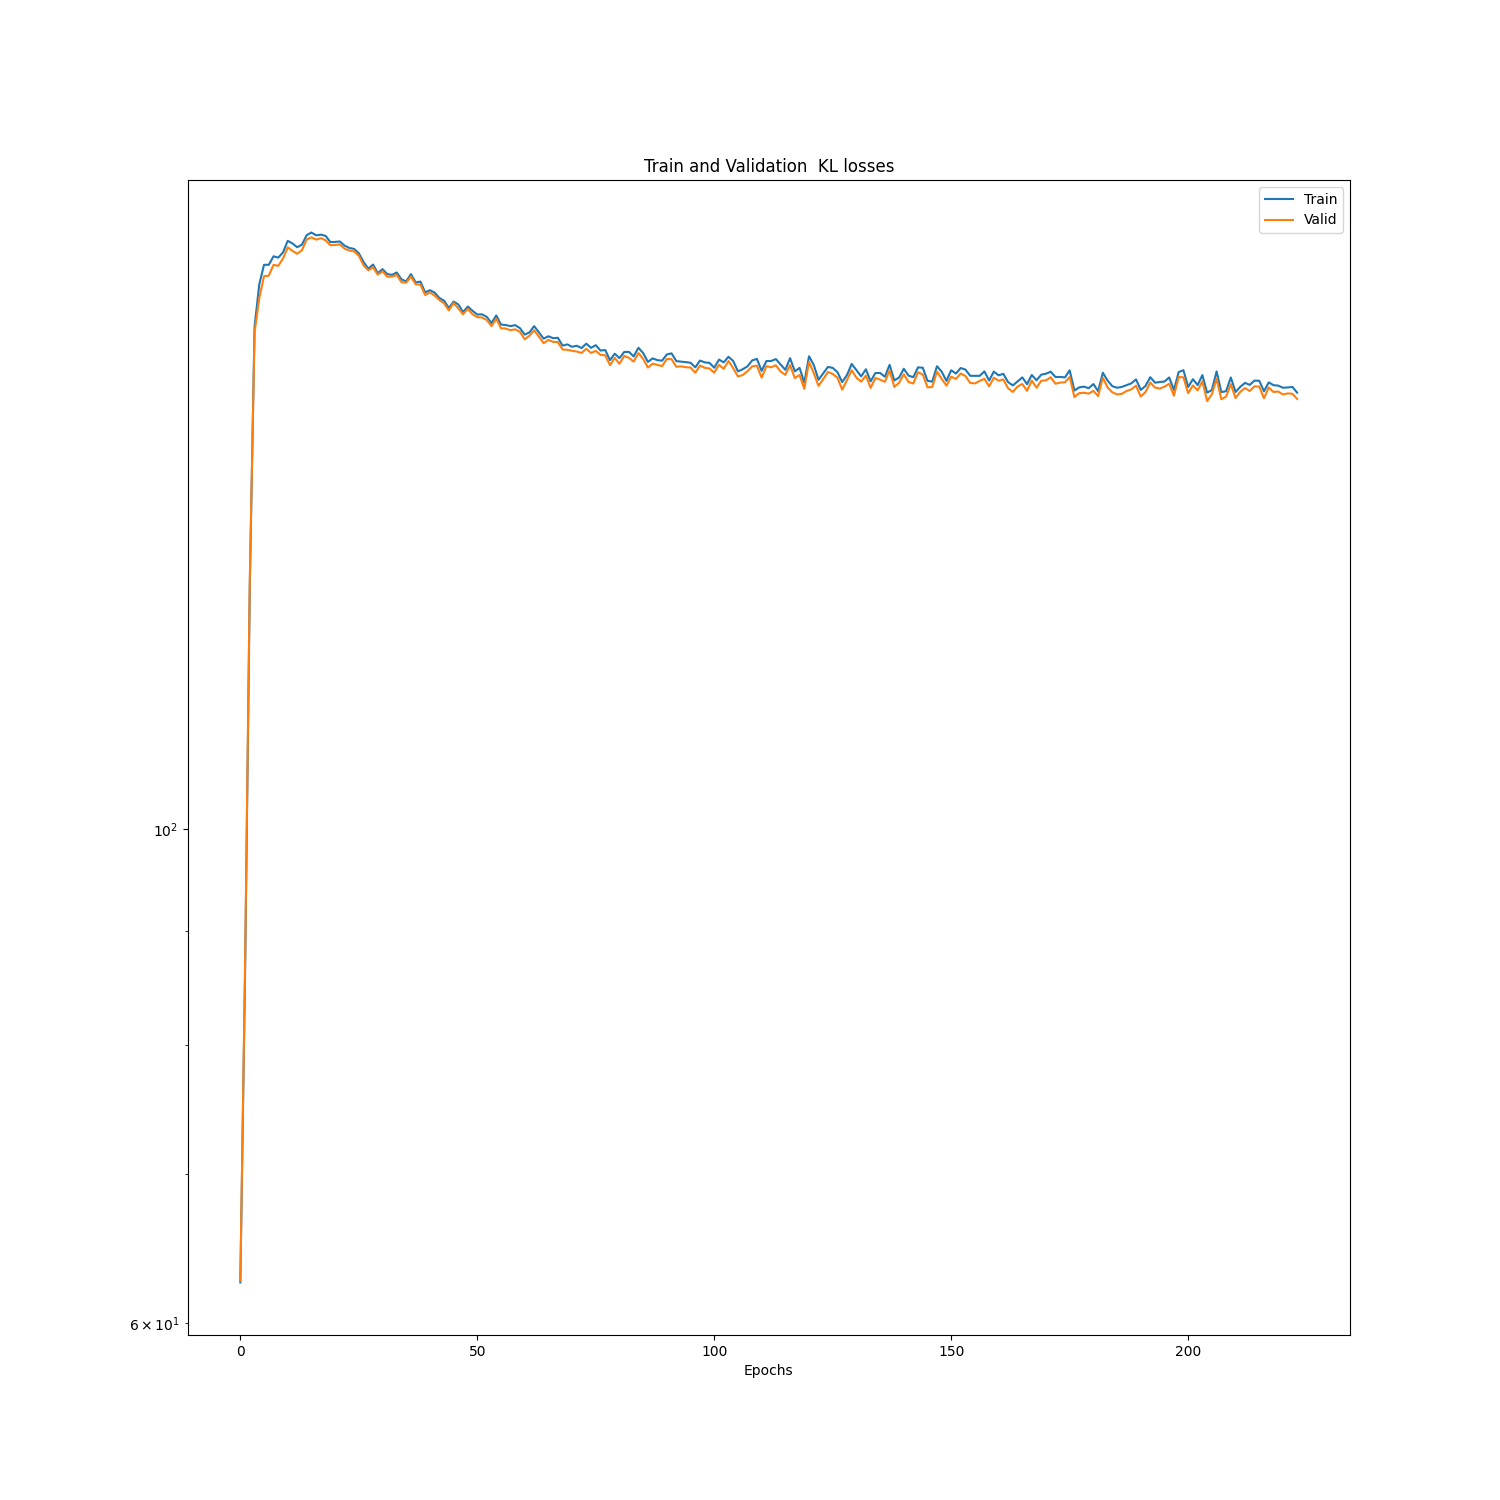 Train and Validation  KL losses
Train
Valid
10²
6 × 10¹
0 50 100 150 200
Epochs